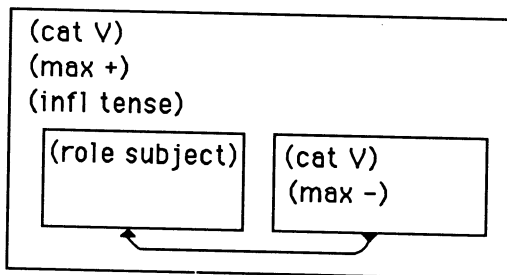 (cat V)
(max +)
(infl tense)
(role subject)
(cat V)
(max -)